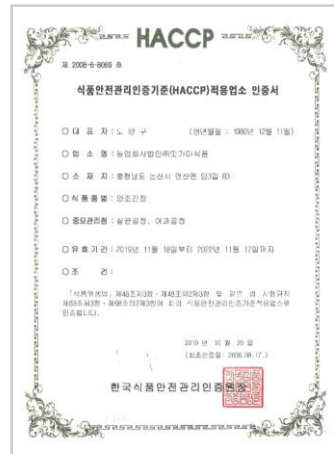 HACCP
제 2008-6-8069 호
식품안전관리인증기준(HACCP)적용업소 인증서
○ 대 표 자 : 노 양 구 (생년월일 : 1960년 12월 11일)
○ 업 소 명 : 농업회사법인㈜맛가미식품
○ 소 재 지 : 충청남도 논산시 연산면 임3길 83
○ 식 품 종 별 : 양조간장
○ 중요관리점 : 살균공정, 여과공정
○ 유 효 기 간 : 2019년 11월 18일부터 2022년 11월 17일까지
○ 조 건 :
「식품위생법」 제48조제3항·제48조의2제3항 및 같은 법 시행규칙
제63조제3항·제68조의2제3항에 따라 식품안전관리인증기준적용업소로
인증합니다.
2019 년 10 월 29 일
(최초인증일 : 2008.09.17.)
한국식품안전관리인증원장